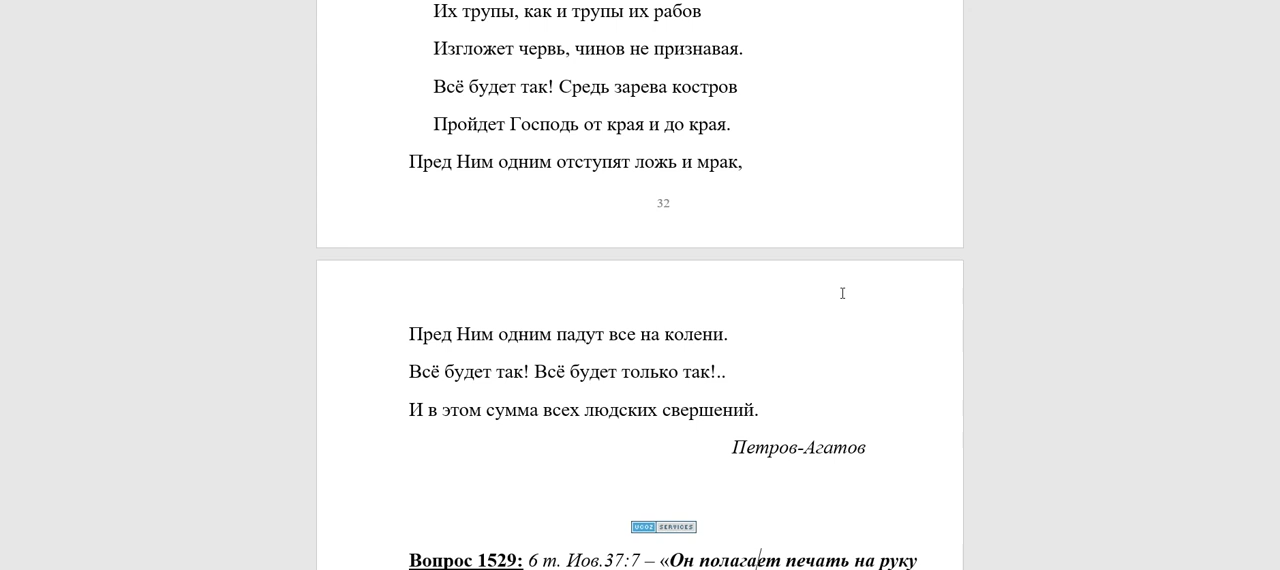 Их трупы, как и трупы их рабов
Изгложет червь, чинов не признавая.
Всё будет так! Средь зарева костров
Пройдет Господь от края и до края.
Пред Ним одним отступят ложь и мрак,
32
Пред Ним одним падут все на колени.
Всё будет так! Всё будет только так!..
И в этом сумма всех людских свершений.
Петров-Агатов
UCOZ SERVICES
Вопрос 1529: 6 т. Иов.37:7 – «Он полагает печать на руку